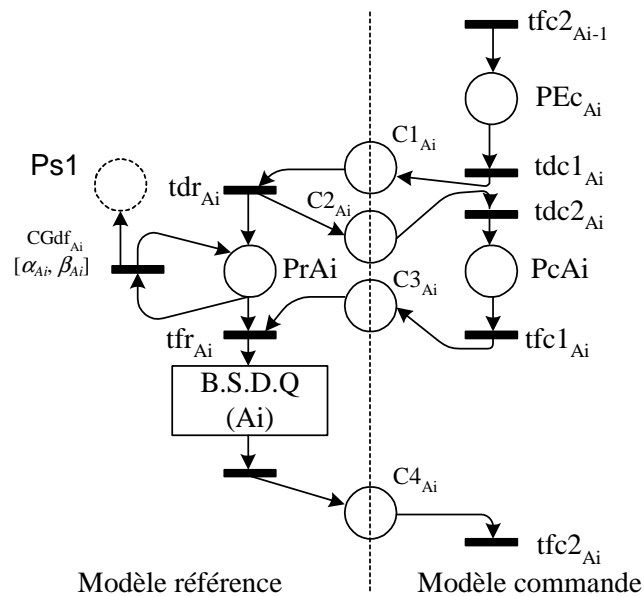 tfc2Ai-1
PEcAi
C1Ai
tdc1Ai
Ps1
tdrAi
C2Ai
tdc2Ai
CGdfAi
[αAi, βAi]
PrAi
C3Ai
PcAi
tfrAi
tfc1Ai
B.S.D.Q
(Ai)
C4Ai
tfc2Ai
Modèle référence
Modèle commande